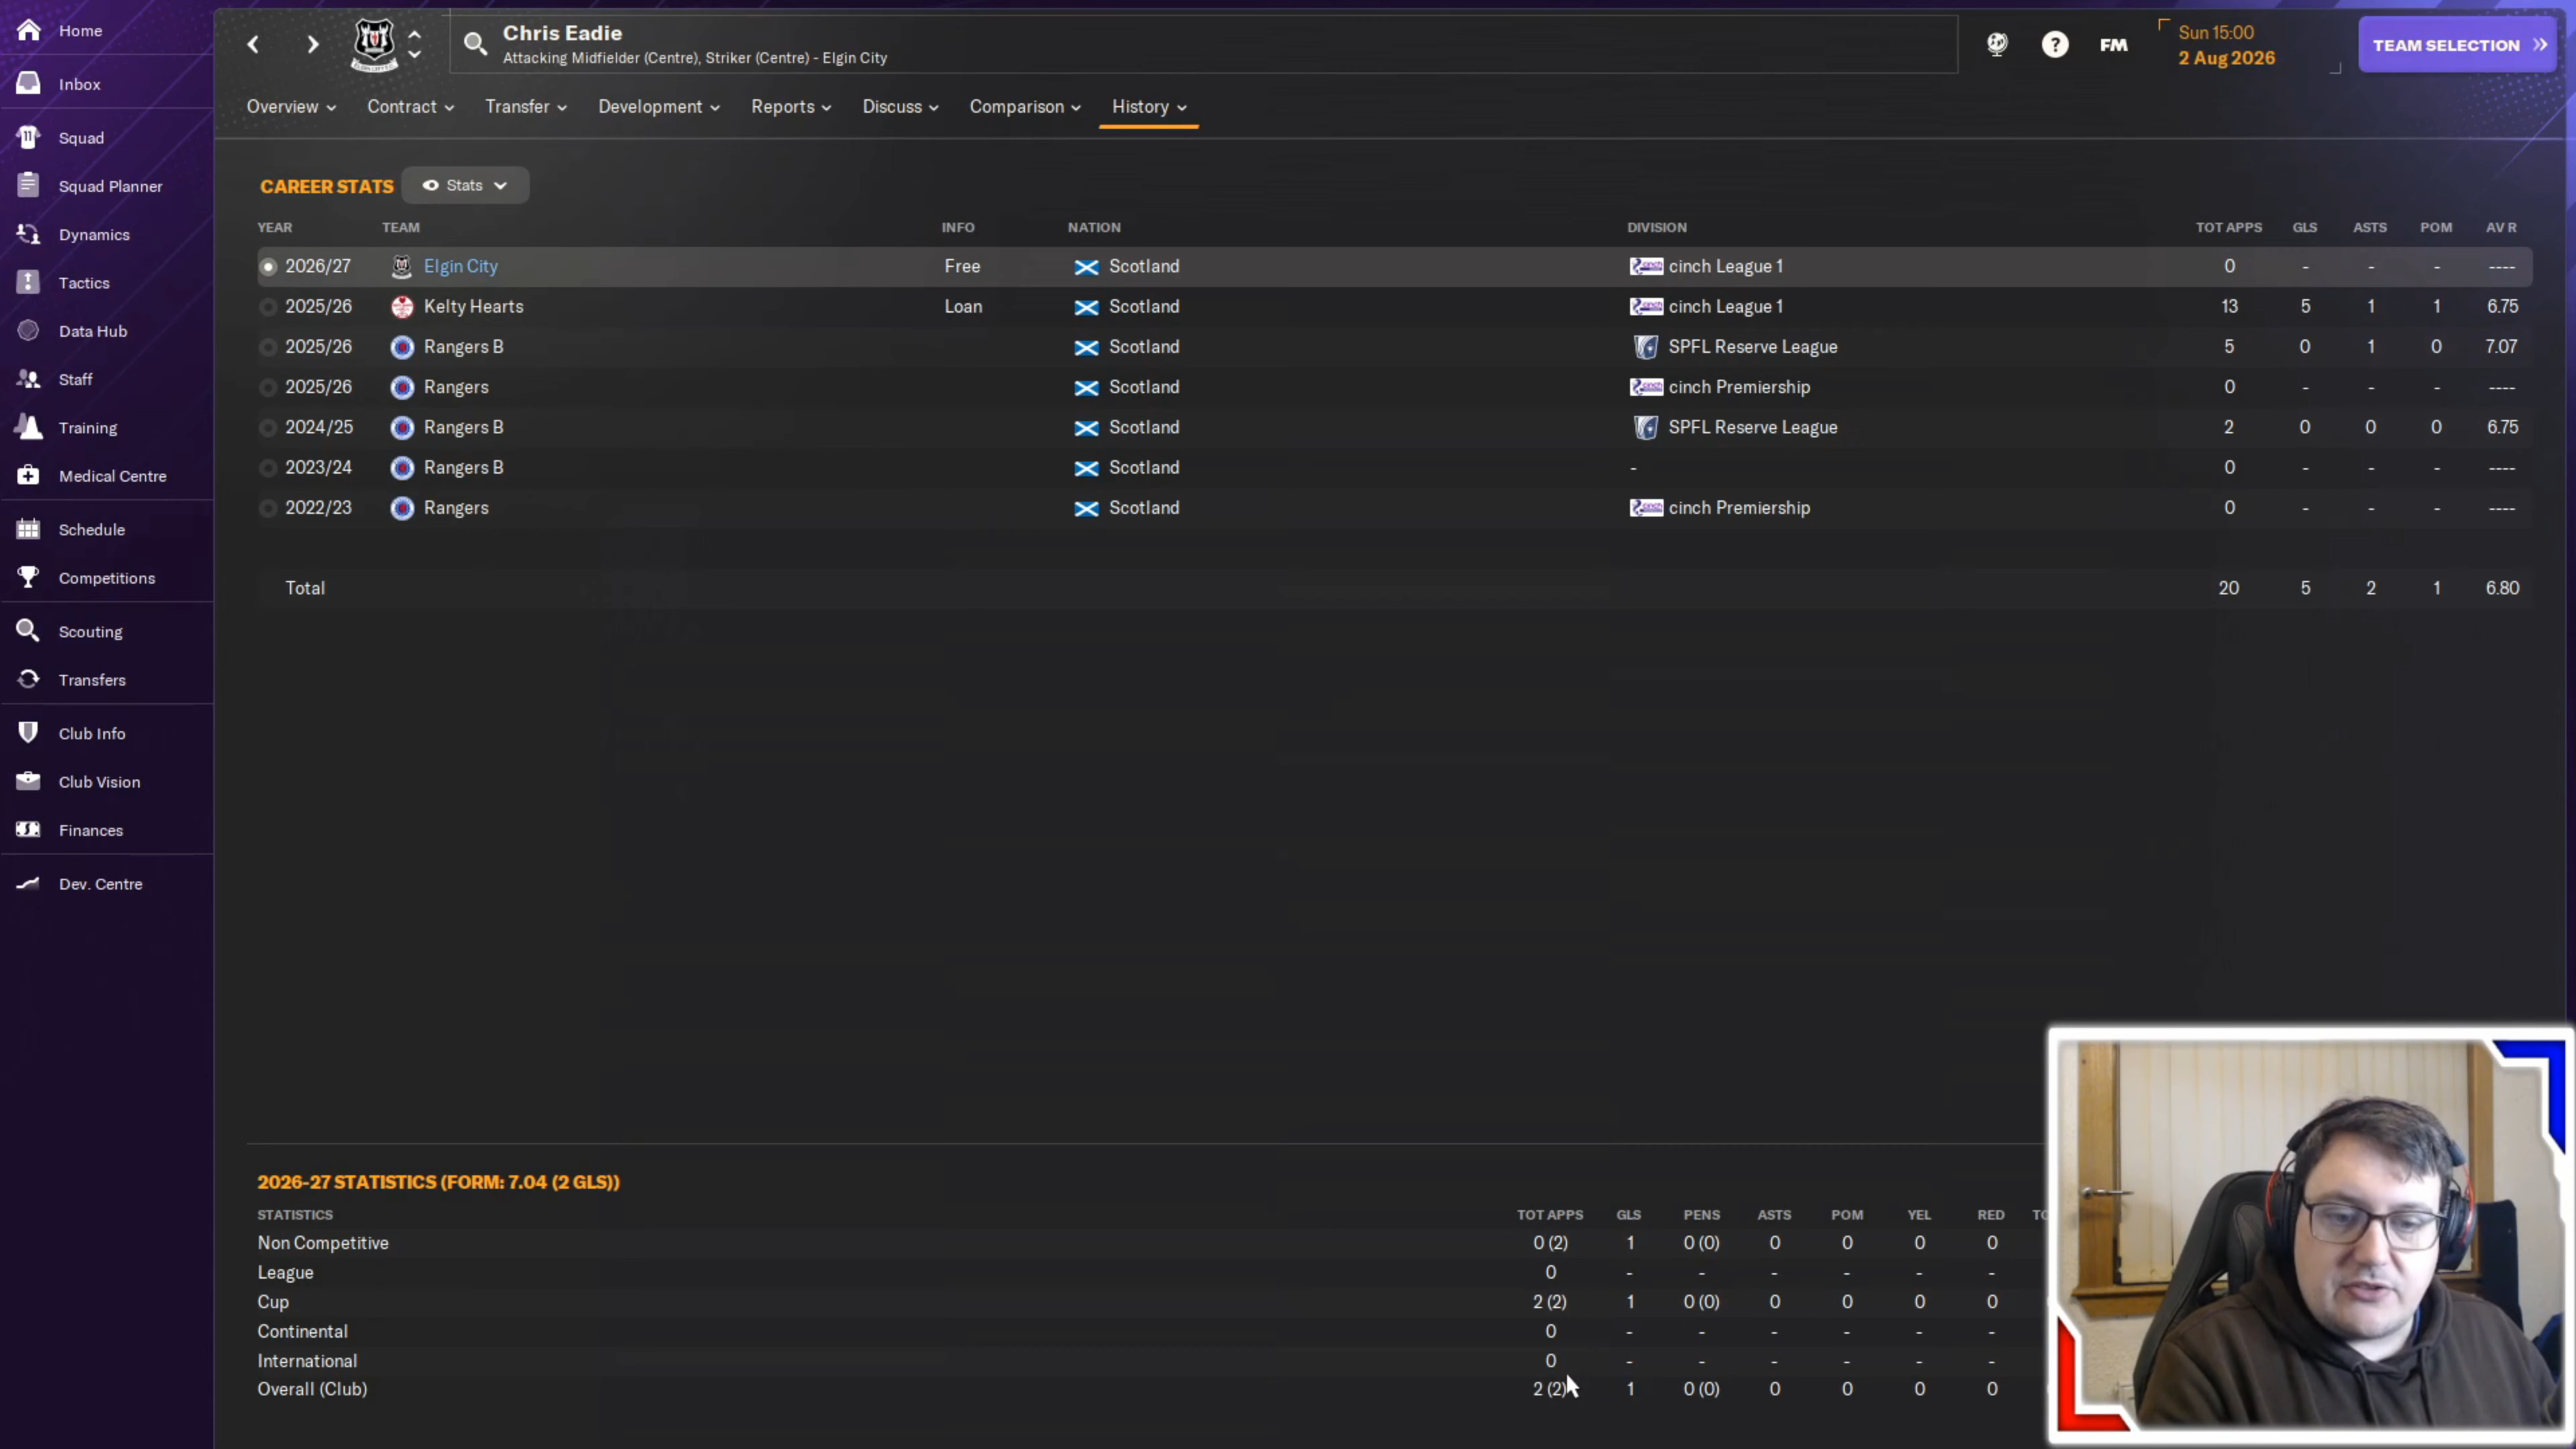 Home
Inbox
Squad
Squad Planner
Dynamics
Tactics
Data Hub
Staff
Training
Medical Centre
Schedule
Competitions
Scouting
Transfers
Club Info
Club Vision
Finances
Dev. Centre
Chris Eadie
Attacking Midfielder (Centre), Striker (Centre) - Elgin City
FM
Sun 15:00
2 Aug 2026
TEAM SELECTION
Overview Contract Transfer Development Reports Discuss Comparison History
CAREER STATS Stats
YEAR TEAM INFO NATION DIVISION TOT APPS GLS ASTS POM AV R
2026/27 Elgin City Free Scotland cinch League 1 0 - - - ----
2025/26 Kelty Hearts Loan Scotland cinch League 1 13 5 1 1 6.75
2025/26 Rangers B Scotland SPFL Reserve League 5 0 1 0 7.07
2025/26 Rangers Scotland cinch Premiership 0 - - - ----
2024/25 Rangers B Scotland SPFL Reserve League 2 0 0 0 6.75
2023/24 Rangers B Scotland - 0 - - - ----
2022/23 Rangers Scotland cinch Premiership 0 - - - ----
Total 20 5 2 1 6.80
2026-27 STATISTICS (FORM: 7.04 (2 GLS))
STATISTICS TOT APPS GLS PENS ASTS POM YEL RED TC
Non Competitive 0 (2) 1 0 (0) 0 0 0 0
League 0 - - - - - -
Cup 2 (2) 1 0 (0) 0 0 0 0
Continental 0 - - - - - -
International 0 - - - - - -
Overall (Club) 2 (2) 1 0 (0) 0 0 0 0